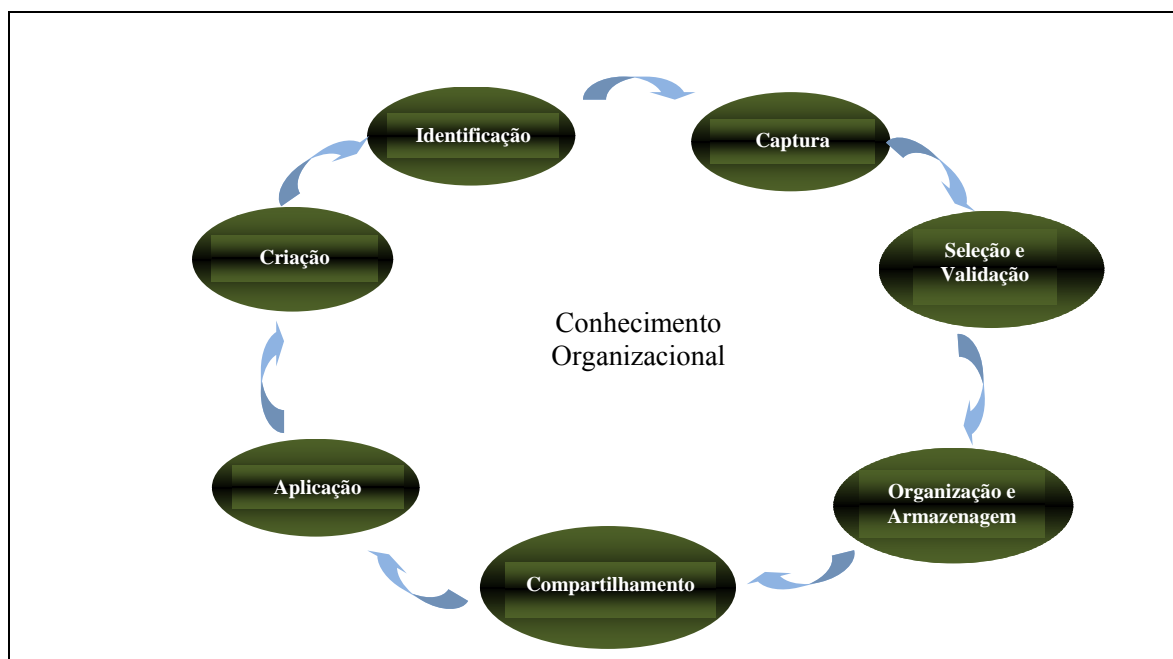 Identificação
Captura
Criação
Seleção e
Validação
Conhecimento
Organizacional
Aplicação
Organização e
Armazenagem
Compartilhamento